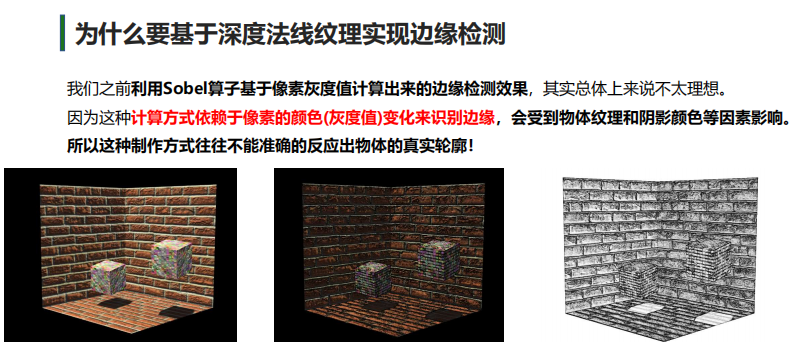 为什么要基于深度法线纹理实现边缘检测
我们之前利用Sobel算子基于像素灰度值计算出来的边缘检测效果，其实总体上来说不太理想。
因为这种计算方式依赖于像素的颜色(灰度值)变化来识别边缘，会受到物体纹理和阴影颜色等因素影响。
所以这种制作方式往往不能准确的反应出物体的真实轮廓！